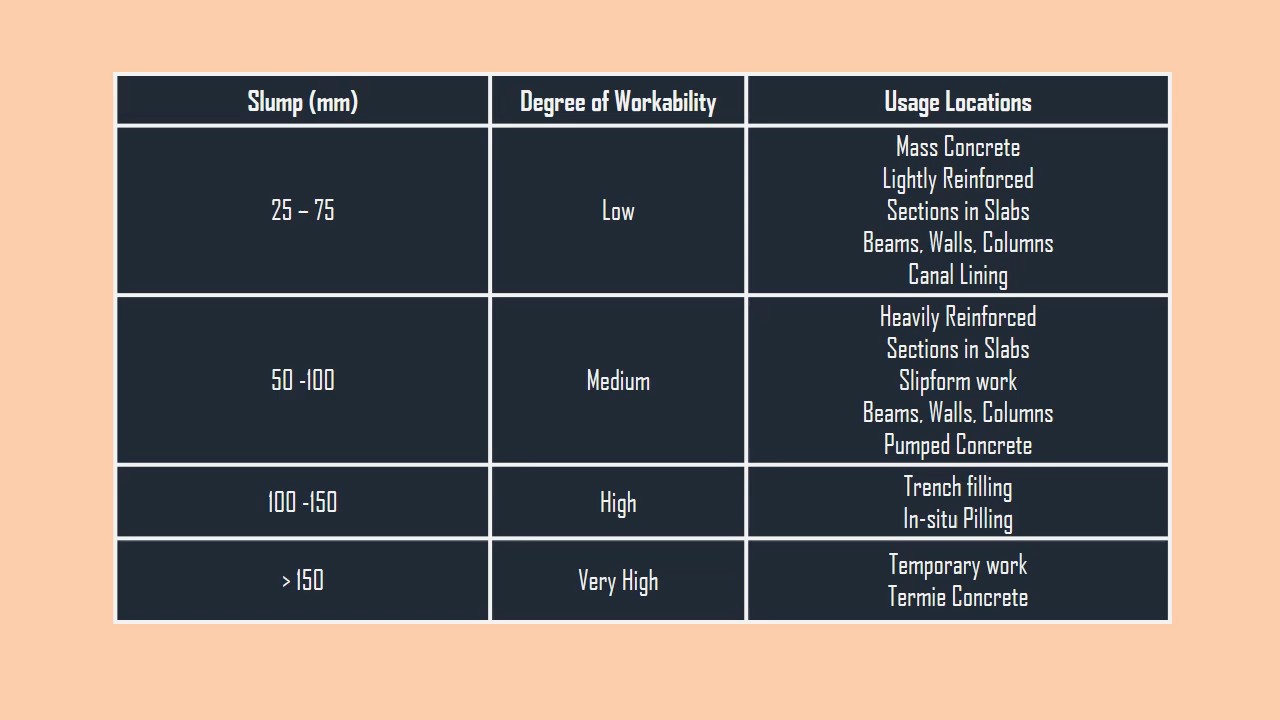 Slump (mm)
Degree of Workability
Usage Locations
25 – 75
Low
Mass Concrete
Lightly Reinforced
Sections in Slabs
Beams, Walls, Columns
Canal Lining
50 -100
Medium
Heavily Reinforced
Sections in Slabs
Slipform work
Beams, Walls, Columns
Pumped Concrete
100 -150
High
Trench filling
In-situ Pilling
> 150
Very High
Temporary work
Termie Concrete